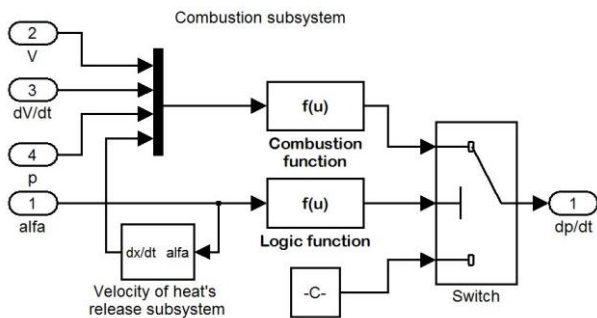 Combustion subsystem
2
V
3
dV/dt
4
p
1
alfa
f(u)
Combustion
function
f(u)
Logic function
dx/dt alfa
Velocity of heat's
release subsystem
-C-
Switch
1
dp/dt